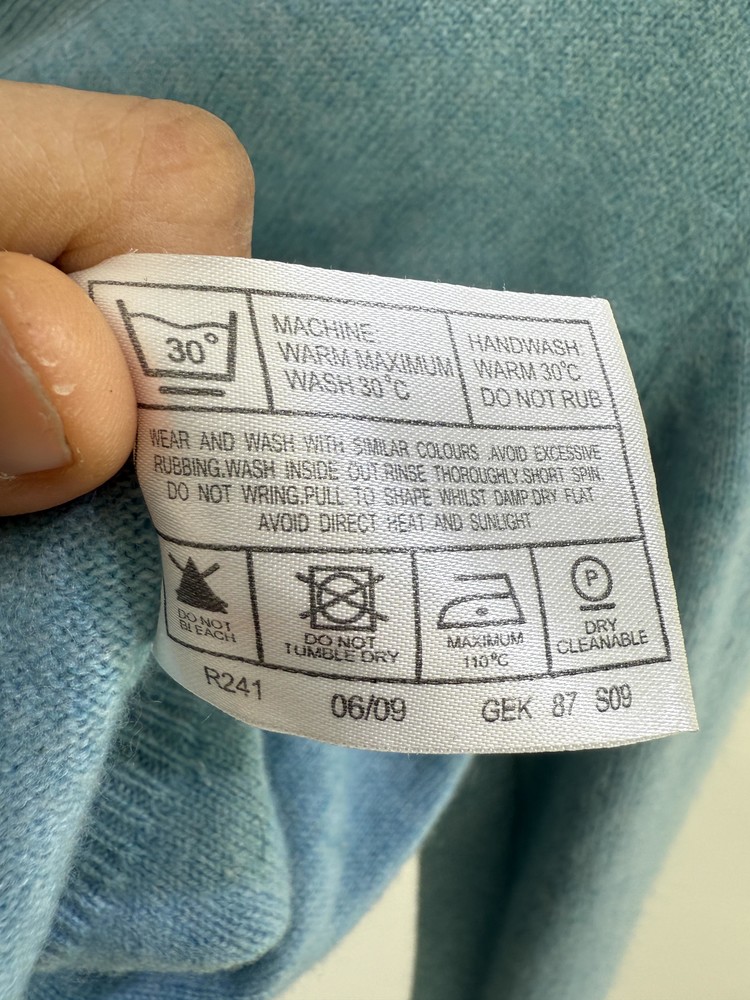 30°
MACHINE
WARM MAXIMUM
WASH 30°C
HANDWASH
WARM 30°C
DO NOT RUB
WEAR AND WASH WITH SIMILAR COLOURS. AVOID EXCESSIVE
RUBBING.WASH INSIDE OUT.RINSE THOROUGHLY.SHORT SPIN.
DO NOT WRING.PULL TO SHAPE WHILST DAMP.DRY FLAT.
AVOID DIRECT HEAT AND SUNLIGHT
DO NOT
BLEACH
DO NOT
TUMBLE DRY
MAXIMUM
110°C
P
DRY
CLEANABLE
R241 06/09 GEK 87 S09